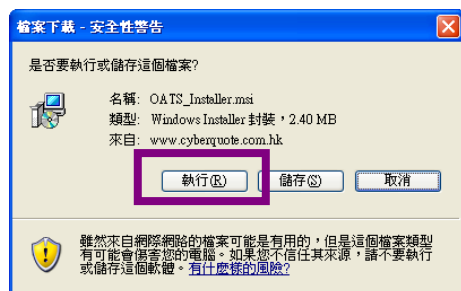 檔案下載 - 安全性警告
是否要執行或儲存這個檔案?
名稱: OATS_Installer.msi
類型: Windows Installer 封裝，2.40 MB
來自: www.cyberquote.com.hk
執行(R) 儲存(S) 取消
雖然來自網際網路的檔案可能是有用的，但是這個檔案類型
有可能會傷害您的電腦。如果您不信任其來源，請不要執行
或儲存這個軟體。有什麼樣的風險?